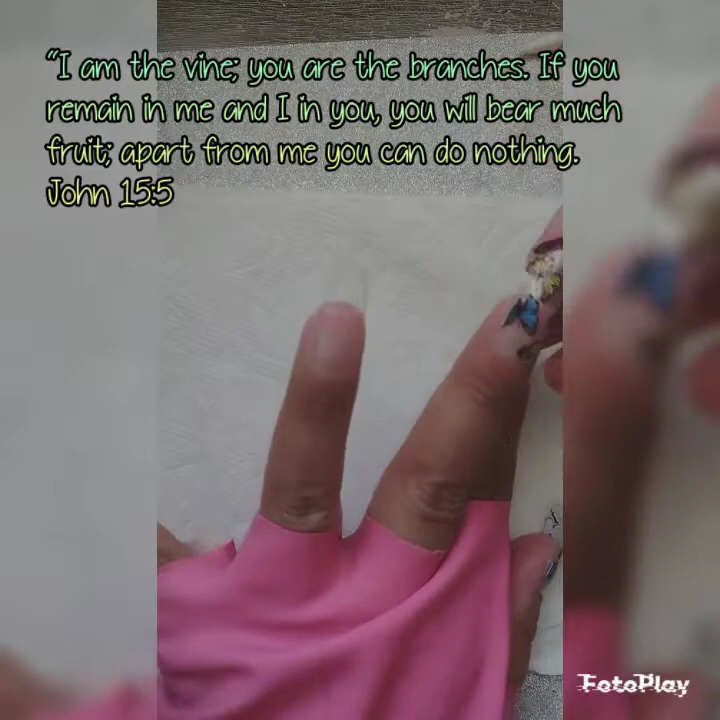 "I am the vine; you are the branches. If you
remain in me and I in you, you will bear much
fruit; apart from me you can do nothing.
John 15:5
FotoPlay